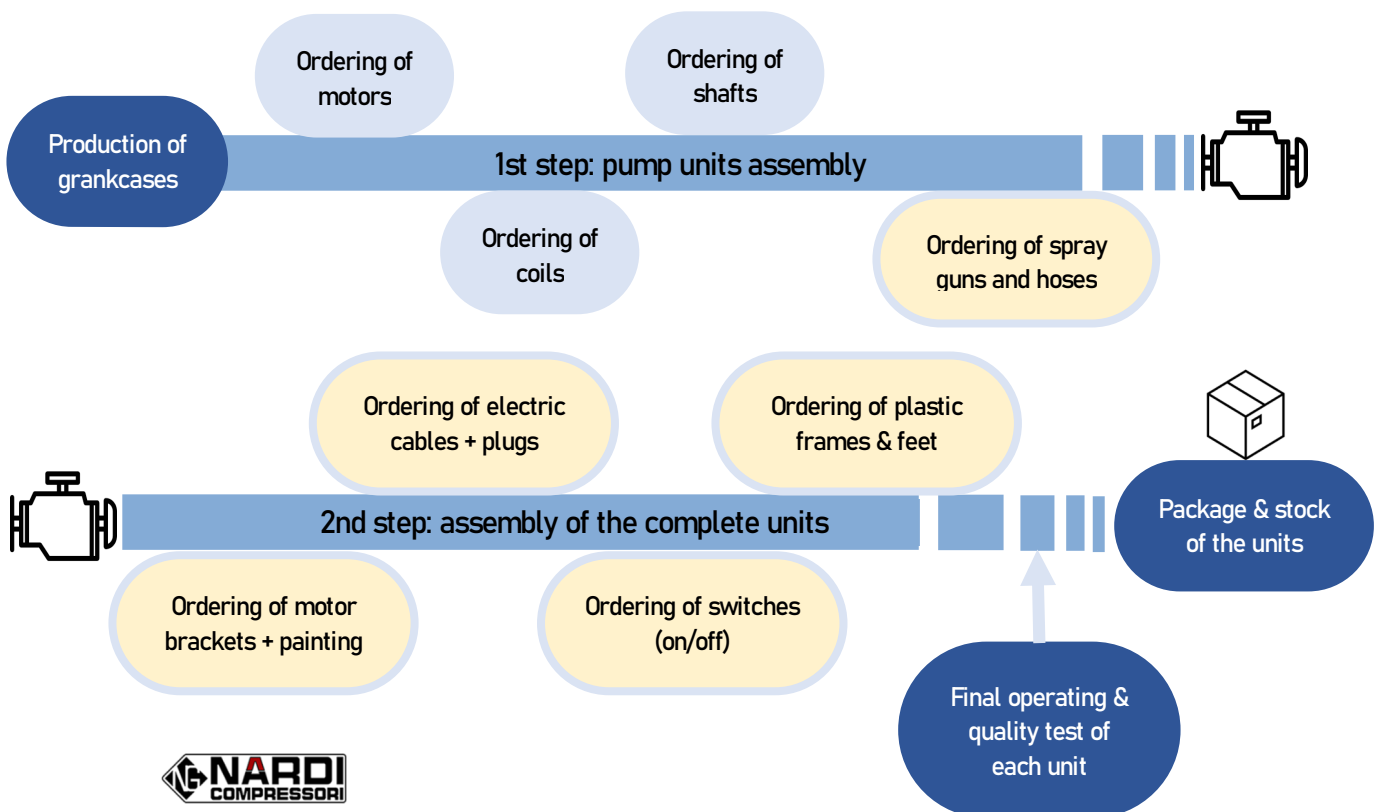 Ordering of
motors
Ordering of
shafts
Production of
grankcases
1st step: pump units assembly
Ordering of
coils
Ordering of spray
guns and hoses
Ordering of electric
cables + plugs
Ordering of plastic
frames & feet
2nd step: assembly of the complete units
Package & stock
of the units
Ordering of motor
brackets + painting
Ordering of switches
(on/off)
Final operating &
quality test of
each unit
NARDI
COMPRESSORI